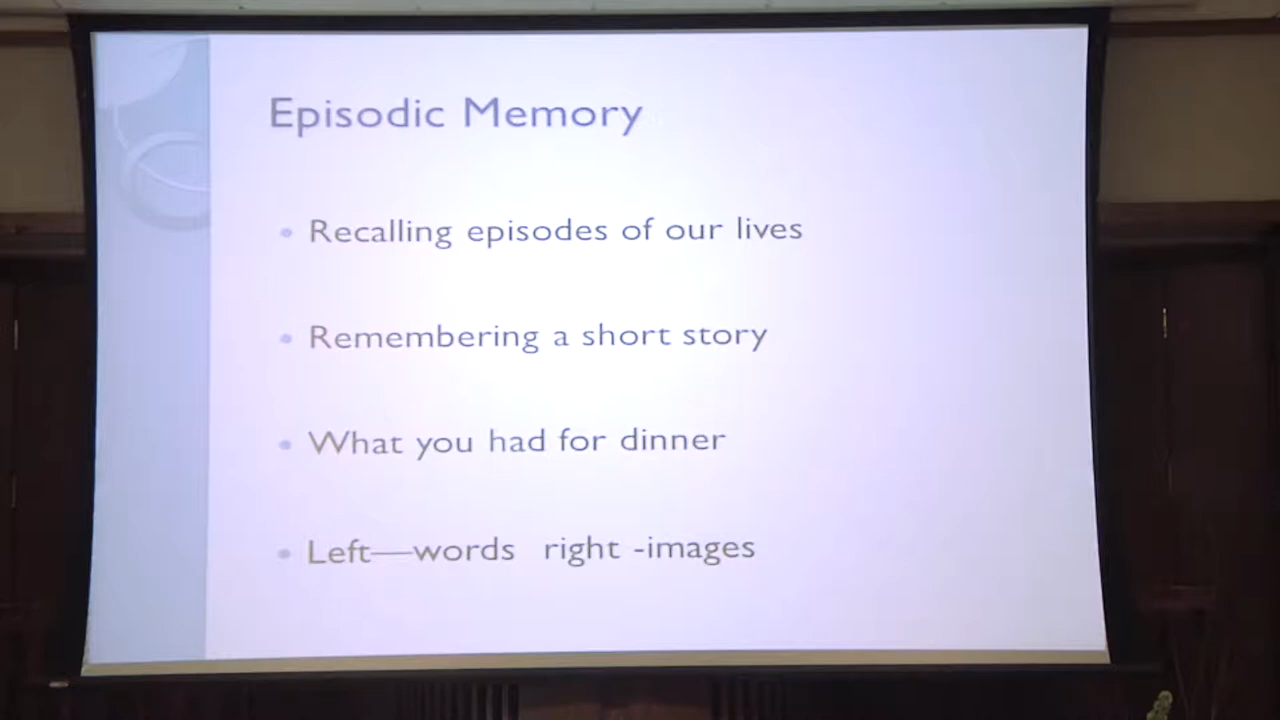 Episodic Memory
• Recalling episodes of our lives
• Remembering a short story
• What you had for dinner
• Left—words right -images